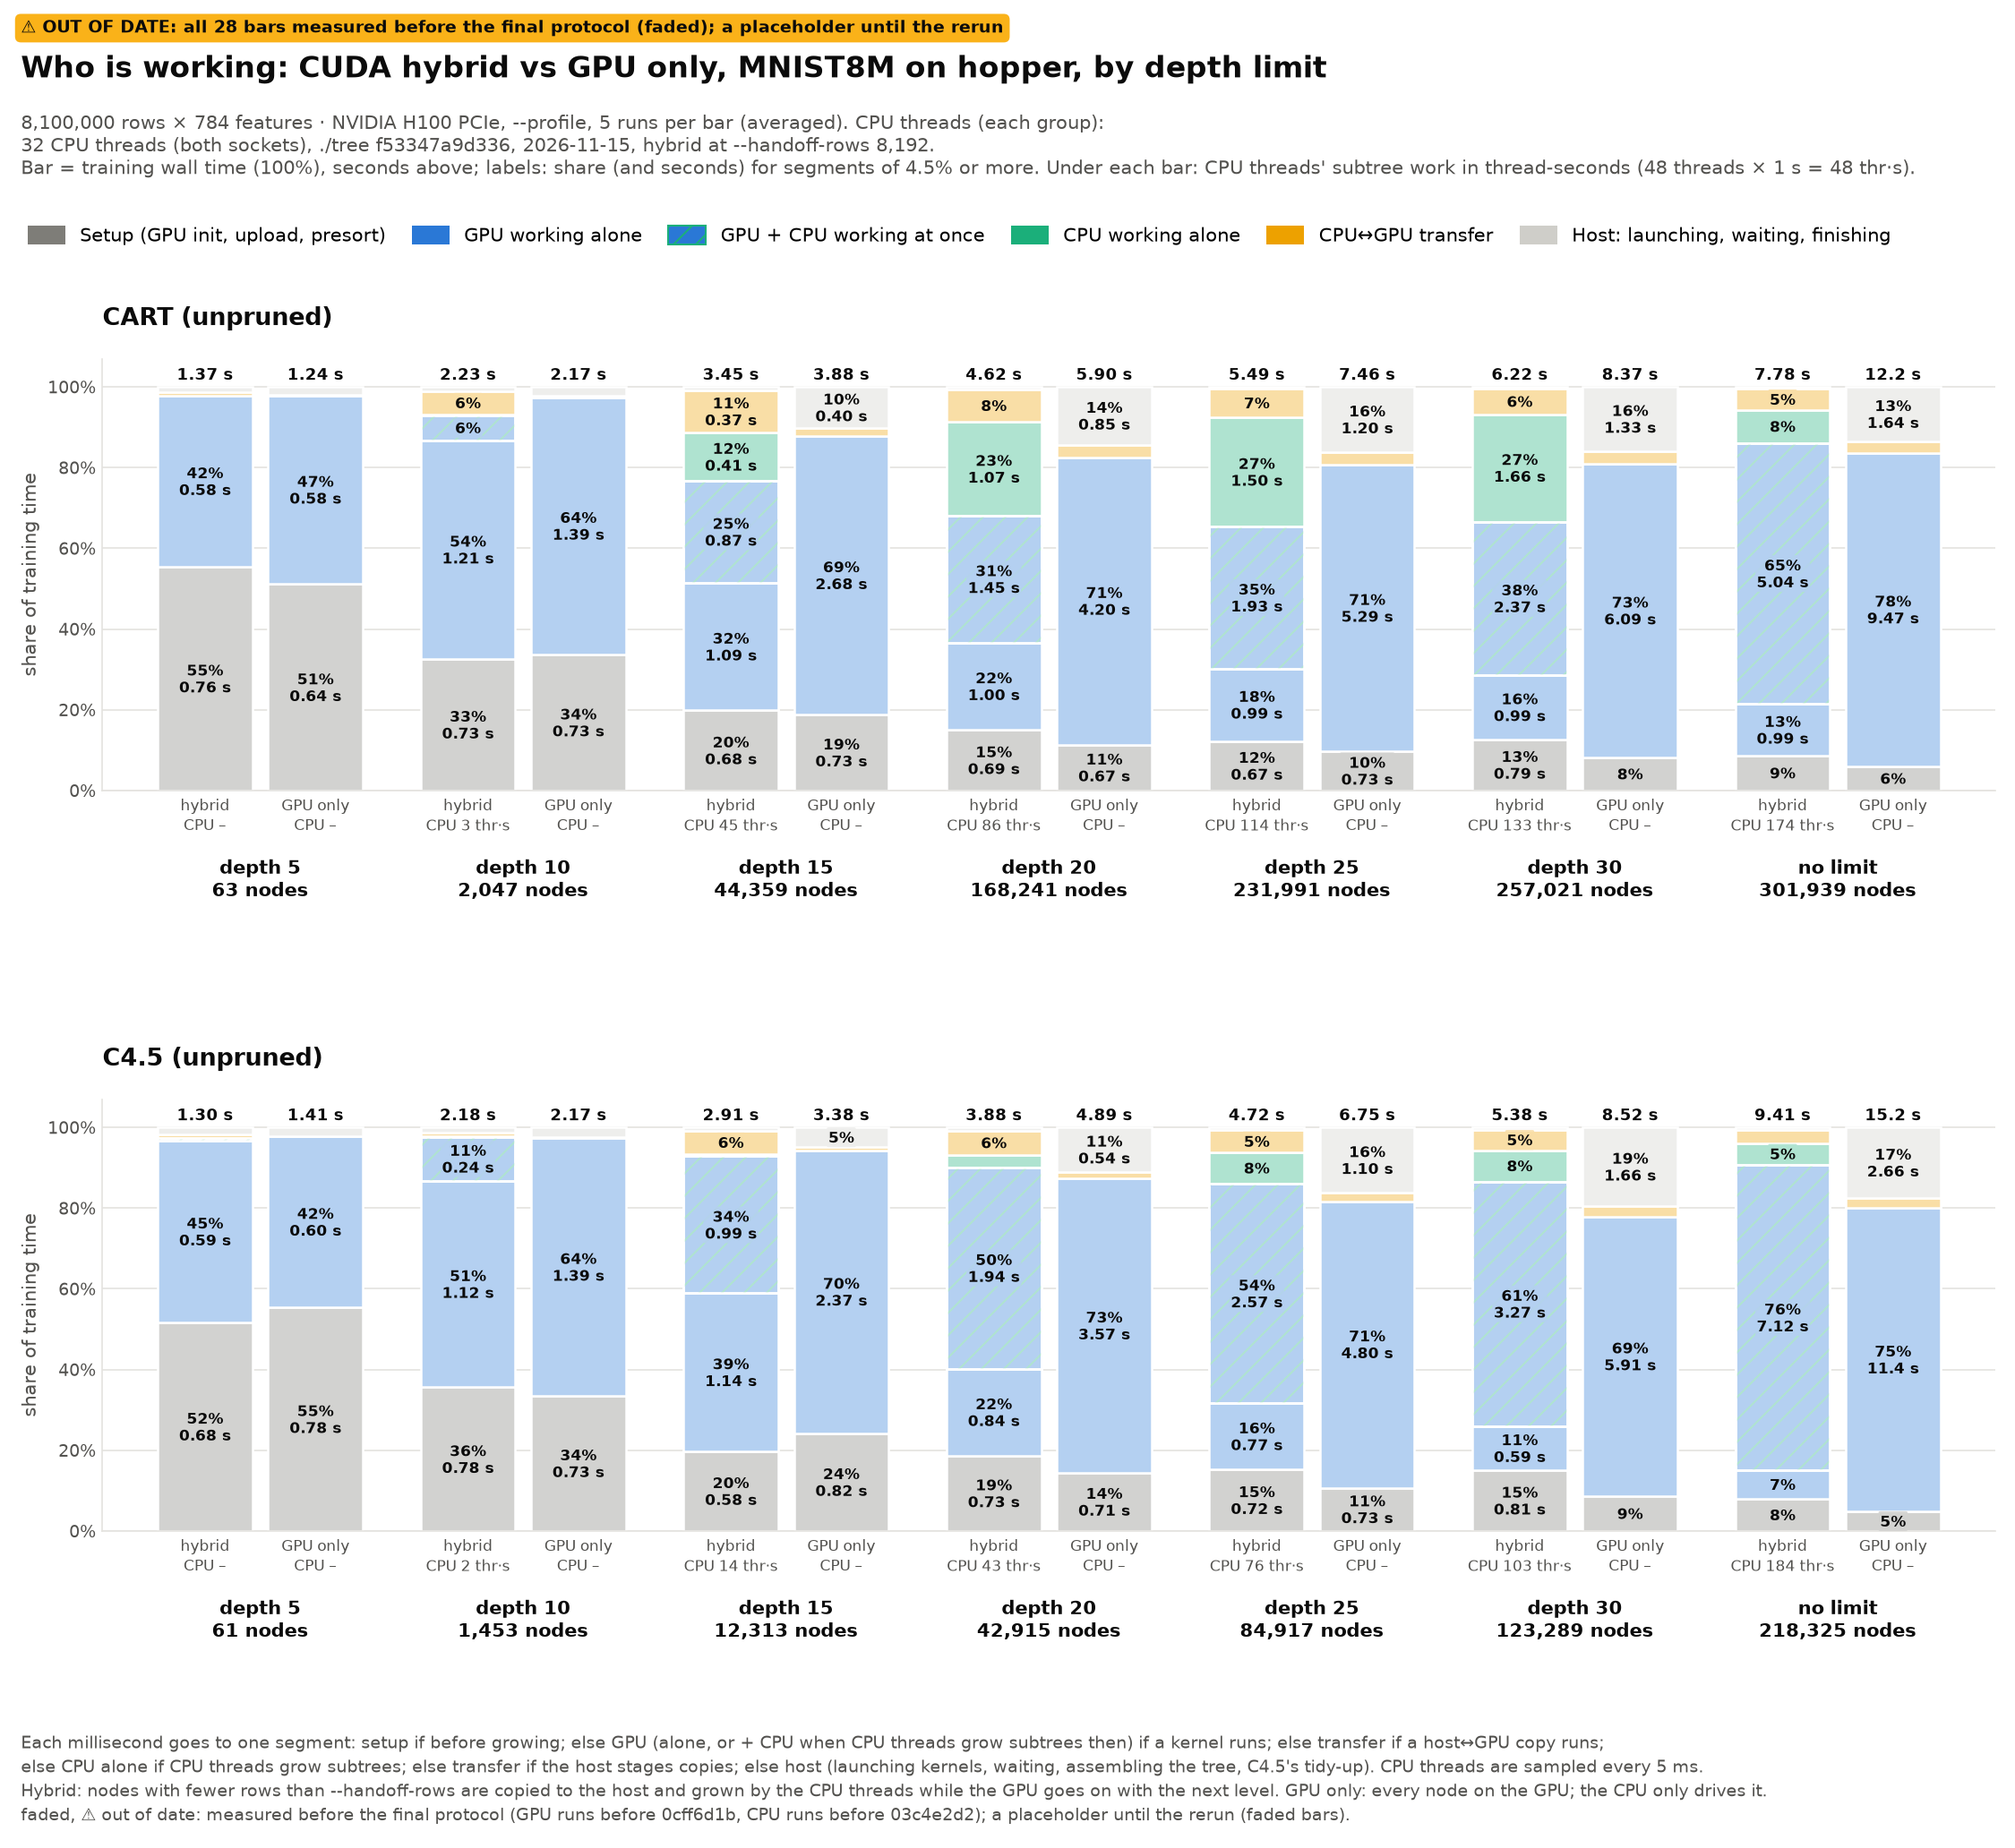 ⚠ OUT OF DATE: all 28 bars measured before the final protocol (faded); a placeholder until the rerun
Who is working: CUDA hybrid vs GPU only, MNIST8M on hopper, by depth limit
8,100,000 rows × 784 features · NVIDIA H100 PCIe, --profile, 5 runs per bar (averaged). CPU threads (each group):
32 CPU threads (both sockets), ./tree f53347a9d336, 2026-11-15, hybrid at --handoff-rows 8,192.
Bar = training wall time (100%), seconds above; labels: share (and seconds) for segments of 4.5% or more. Under each bar: CPU threads' subtree work in thread-seconds (48 threads × 1 s = 48 thr·s).
Setup (GPU init, upload, presort) GPU working alone GPU + CPU working at once CPU working alone CPU↔GPU transfer Host: launching, waiting, finishing
CART (unpruned)
1.37 s 1.24 s 2.23 s 2.17 s 3.45 s 3.88 s 4.62 s 5.90 s 5.49 s 7.46 s 6.22 s 8.37 s 7.78 s 12.2 s
share of training time
100%
80%
60%
40%
20%
0%
42%
0.58 s
55%
0.76 s
47%
0.58 s
51%
0.64 s
6%
6%
54%
1.21 s
33%
0.73 s
64%
1.39 s
34%
0.73 s
11%
0.37 s
12%
0.41 s
25%
0.87 s
32%
1.09 s
20%
0.68 s
10%
0.40 s
69%
2.68 s
19%
0.73 s
8%
23%
1.07 s
31%
1.45 s
22%
1.00 s
15%
0.69 s
14%
0.85 s
71%
4.20 s
11%
0.67 s
7%
27%
1.50 s
35%
1.93 s
18%
0.99 s
12%
0.67 s
16%
1.20 s
71%
5.29 s
10%
0.73 s
6%
27%
1.66 s
38%
2.37 s
16%
0.99 s
13%
0.79 s
16%
1.33 s
73%
6.09 s
8%
5%
8%
65%
5.04 s
13%
0.99 s
9%
13%
1.64 s
78%
9.47 s
6%
hybrid GPU only hybrid GPU only hybrid GPU only hybrid GPU only hybrid GPU only hybrid GPU only hybrid GPU only
CPU – CPU – CPU 3 thr·s CPU – CPU 45 thr·s CPU – CPU 86 thr·s CPU – CPU 114 thr·s CPU – CPU 133 thr·s CPU – CPU 174 thr·s CPU –
depth 5 depth 10 depth 15 depth 20 depth 25 depth 30 no limit
63 nodes 2,047 nodes 44,359 nodes 168,241 nodes 231,991 nodes 257,021 nodes 301,939 nodes
C4.5 (unpruned)
1.30 s 1.41 s 2.18 s 2.17 s 2.91 s 3.38 s 3.88 s 4.89 s 4.72 s 6.75 s 5.38 s 8.52 s 9.41 s 15.2 s
share of training time
100%
80%
60%
40%
20%
0%
45%
0.59 s
52%
0.68 s
42%
0.60 s
55%
0.78 s
11%
0.24 s
51%
1.12 s
36%
0.78 s
64%
1.39 s
34%
0.73 s
6%
34%
0.99 s
39%
1.14 s
20%
0.58 s
5%
70%
2.37 s
24%
0.82 s
6%
50%
1.94 s
22%
0.84 s
19%
0.73 s
11%
0.54 s
73%
3.57 s
14%
0.71 s
5%
8%
54%
2.57 s
16%
0.77 s
15%
0.72 s
16%
1.10 s
71%
4.80 s
11%
0.73 s
5%
8%
61%
3.27 s
11%
0.59 s
15%
0.81 s
19%
1.66 s
69%
5.91 s
9%
5%
76%
7.12 s
7%
8%
17%
2.66 s
75%
11.4 s
5%
hybrid GPU only hybrid GPU only hybrid GPU only hybrid GPU only hybrid GPU only hybrid GPU only hybrid GPU only
CPU – CPU – CPU 2 thr·s CPU – CPU 14 thr·s CPU – CPU 43 thr·s CPU – CPU 76 thr·s CPU – CPU 103 thr·s CPU – CPU 184 thr·s CPU –
depth 5 depth 10 depth 15 depth 20 depth 25 depth 30 no limit
61 nodes 1,453 nodes 12,313 nodes 42,915 nodes 84,917 nodes 123,289 nodes 218,325 nodes
Each millisecond goes to one segment: setup if before growing; else GPU (alone, or + CPU when CPU threads grow subtrees then) if a kernel runs; else transfer if a host↔GPU copy runs;
else CPU alone if CPU threads grow subtrees; else transfer if the host stages copies; else host (launching kernels, waiting, assembling the tree, C4.5's tidy-up). CPU threads are sampled every 5 ms.
Hybrid: nodes with fewer rows than --handoff-rows are copied to the host and grown by the CPU threads while the GPU goes on with the next level. GPU only: every node on the GPU; the CPU only drives it.
faded, ⚠ out of date: measured before the final protocol (GPU runs before 0cff6d1b, CPU runs before 03c4e2d2); a placeholder until the rerun (faded bars).